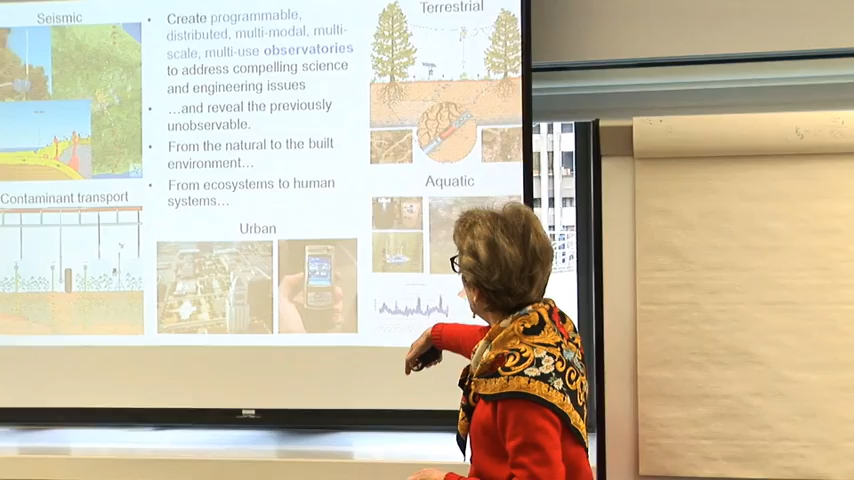 Seismic
• Create programmable,
distributed, multi-modal, multi-
scale, multi-use observatories
to address compelling science
and engineering issues
• …and reveal the previously
unobservable.
• From the natural to the built
environment…
• From ecosystems to human
systems…
Terrestrial
Contaminant transport
Aquatic
Urban